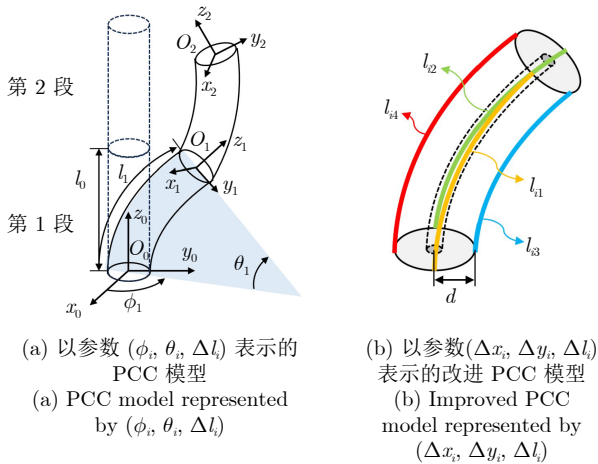 z₂
O₂
y₂
x₂
第 2 段
O₁
z₁
l₀
l₁
x₁
y₁
第 1 段
z₀
O₀
y₀
θ₁
x₀
ϕ₁
(a) 以参数 (ϕᵢ, θᵢ, Δlᵢ) 表示的
PCC 模型
(a) PCC model represented
by (ϕᵢ, θᵢ, Δlᵢ)
lᵢ₂
lᵢ₄
lᵢ₁
lᵢ₃
d
(b) 以参数(Δxᵢ, Δyᵢ, Δlᵢ)
表示的改进 PCC 模型
(b) Improved PCC
model represented by
(Δxᵢ, Δyᵢ, Δlᵢ)